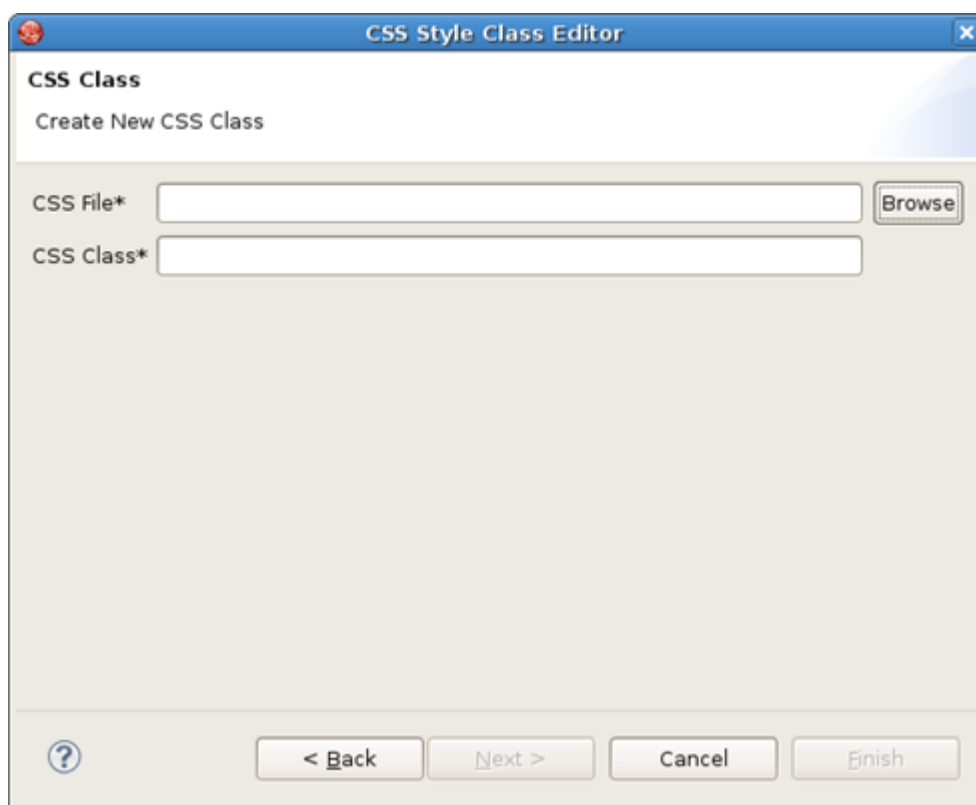 CSS Style Class Editor
CSS Class
Create New CSS Class
CSS File* Browse
CSS Class*
? < Back Next > Cancel Finish